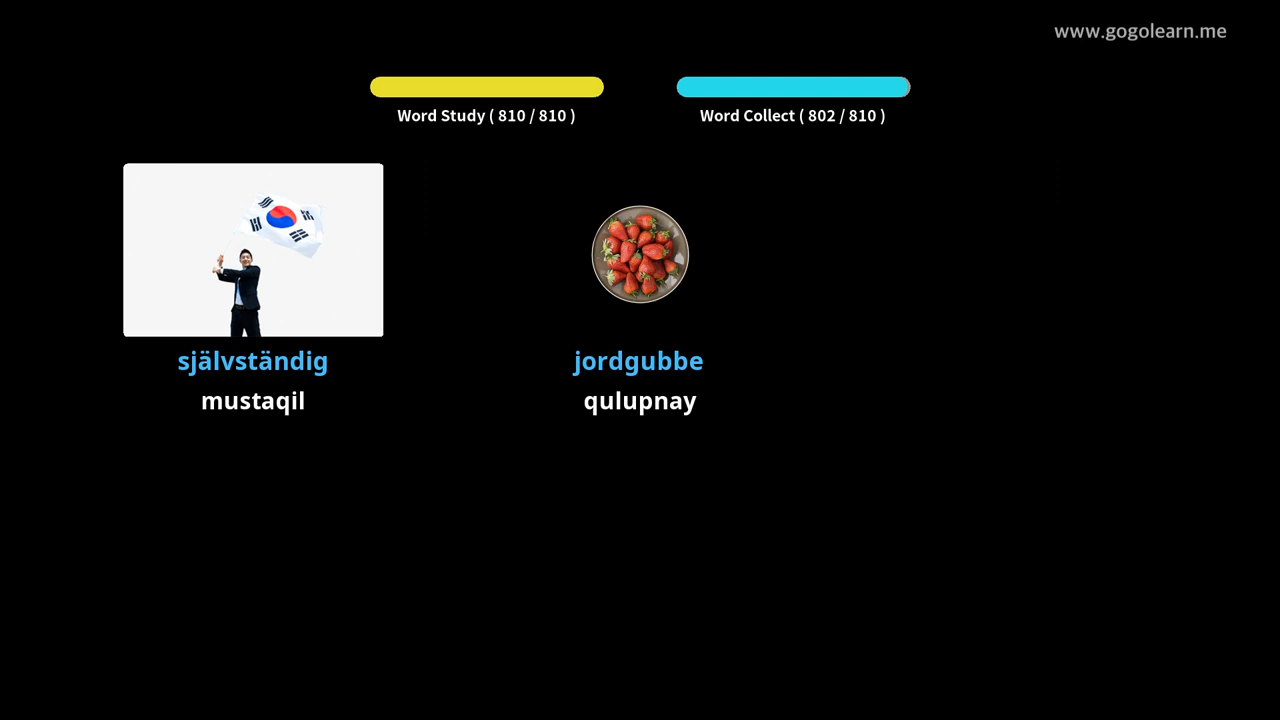 www.gogolearn.me
Word Study ( 810 / 810 )
Word Collect ( 802 / 810 )
självständig
jordgubbe
mustaqil
qulupnay